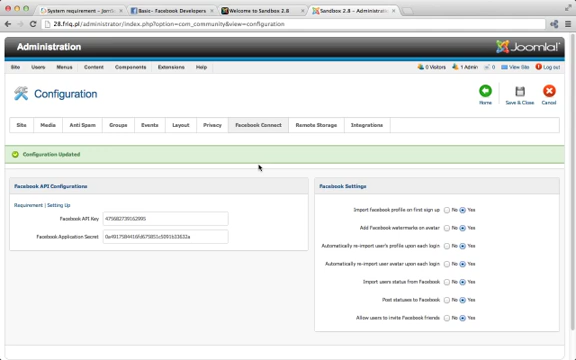 System requirement – JomS
Basic - Facebook Developers
Welcome to Sandbox 2.8
Sandbox 2.8 - Administratio
28.friq.pl/administrator/index.php?option=com_community&view=configuration
Administration
Joomla!
Site Users Menus Content Components Extensions Help
0 Visitors 1 Admin 0 View Site Log out
Configuration
Home Save & Close Cancel
Site Media Anti Spam Groups Events Layout Privacy Facebook Connect Remote Storage Integrations
Configuration Updated
Facebook API Configurations
Requirement | Setting Up
Facebook API Key
Facebook Application Secret
Facebook Settings
Import facebook profile on first sign up No Yes
Add Facebook watermarks on avatar No Yes
Automatically re-import user's profile upon each login No Yes
Automatically re-import user avatar upon each login No Yes
Import users status from Facebook No Yes
Post statuses to Facebook No Yes
Allow users to invite Facebook friends No Yes